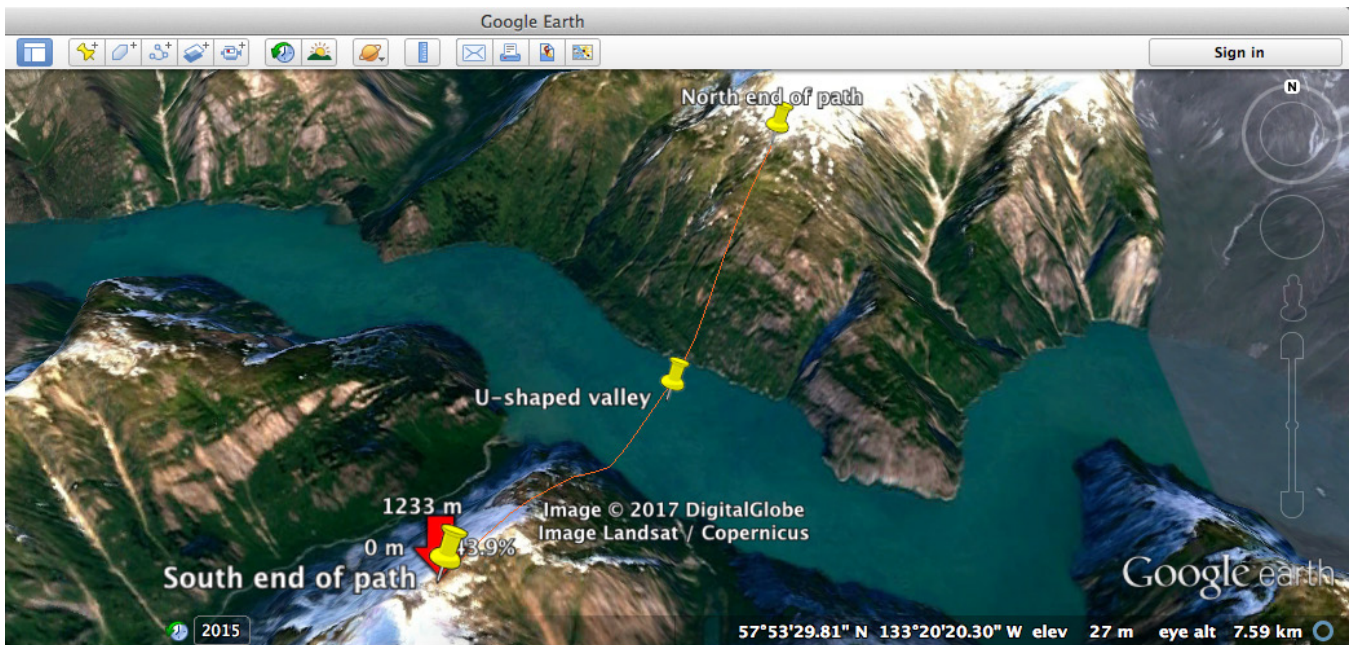 Google Earth
Sign in
N
North end of path
U-shaped valley
1233 m
Image © 2017 DigitalGlobe
Image Landsat / Copernicus
0 m 43.9%
South end of path
Google earth
2015
57°53'29.81" N 133°20'20.30" W elev 27 m eye alt 7.59 km